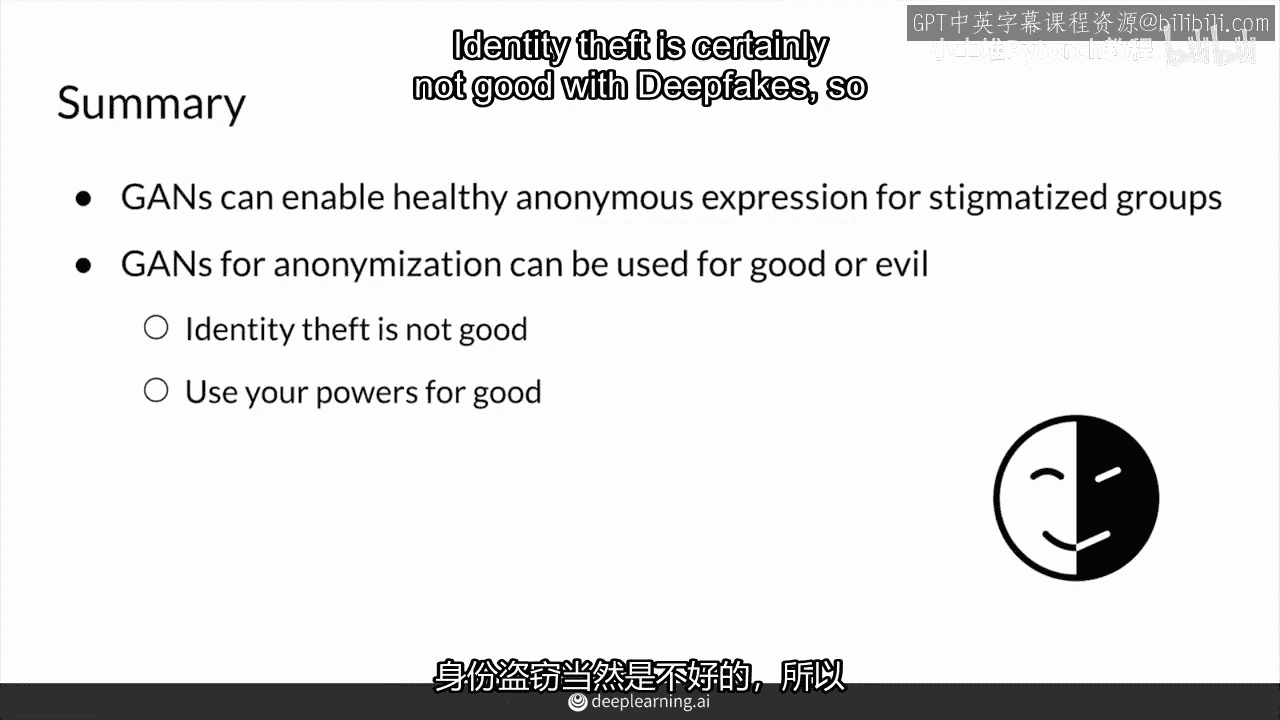 GPT中英字幕课程资源@bilibili.com
Identity theft is certainly
not good with Deepfakes, so
Summary
● GANs can enable healthy anonymous expression for stigmatized groups
● GANs for anonymization can be used for good or evil
○ Identity theft is not good
○ Use your powers for good
身份盗窃当然是不好的，所以
deeplearning.ai